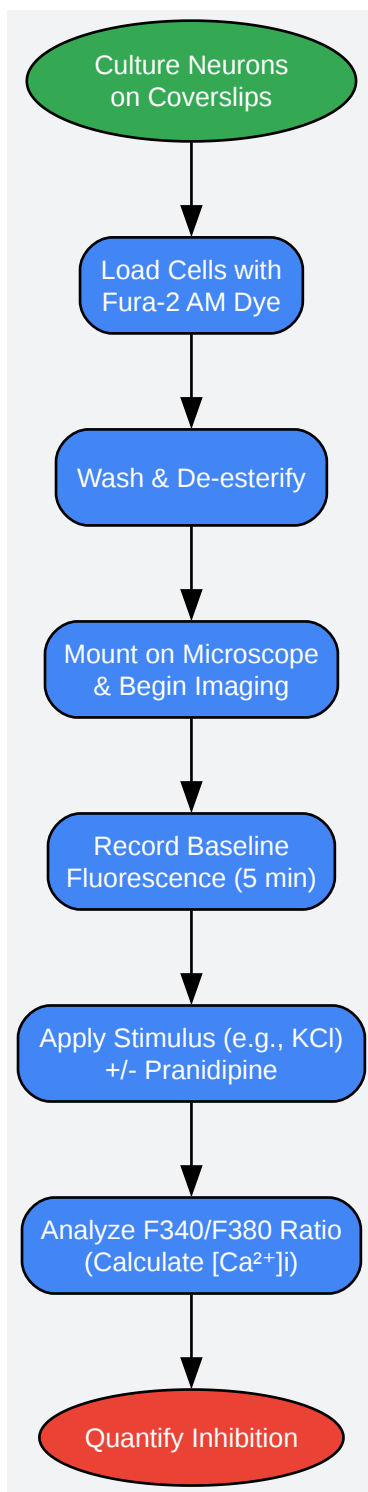 Culture Neurons
on Coverslips
Load Cells with
Fura-2 AM Dye
Wash & De-esterify
Mount on Microscope
& Begin Imaging
Record Baseline
Fluorescence (5 min)
Apply Stimulus (e.g., KCl)
+/- Pranidipine
Analyze F340/F380 Ratio
(Calculate [Ca²⁺]i)
Quantify Inhibition